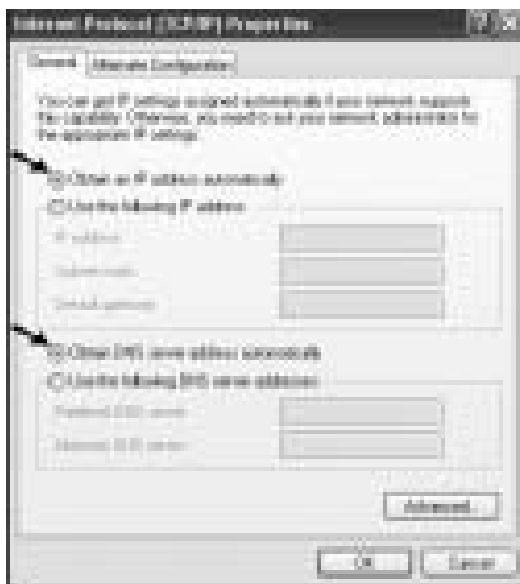 Internet Protocol (TCP/IP) Properties
General
Alternate Configuration
You can get IP settings assigned automatically if your network supports
this capability. Otherwise, you need to ask your network administrator for
the appropriate IP settings.
Obtain an IP address automatically
Use the following IP address:
IP address:
Subnet mask:
Default gateway:
Obtain DNS server address automatically
Use the following DNS server addresses:
Preferred DNS server:
Alternate DNS server:
Advanced...
OK
Cancel